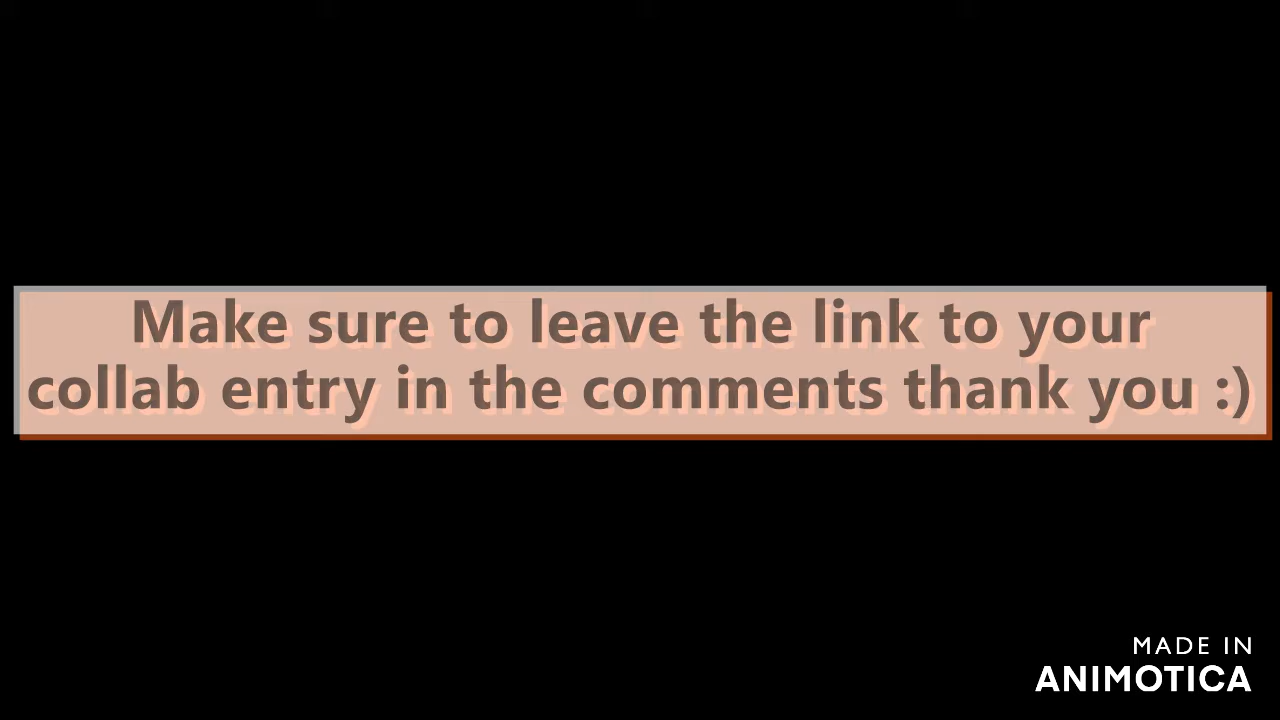 Make sure to leave the link to your
collab entry in the comments thank you :)
MADE IN
ANIMOTICA